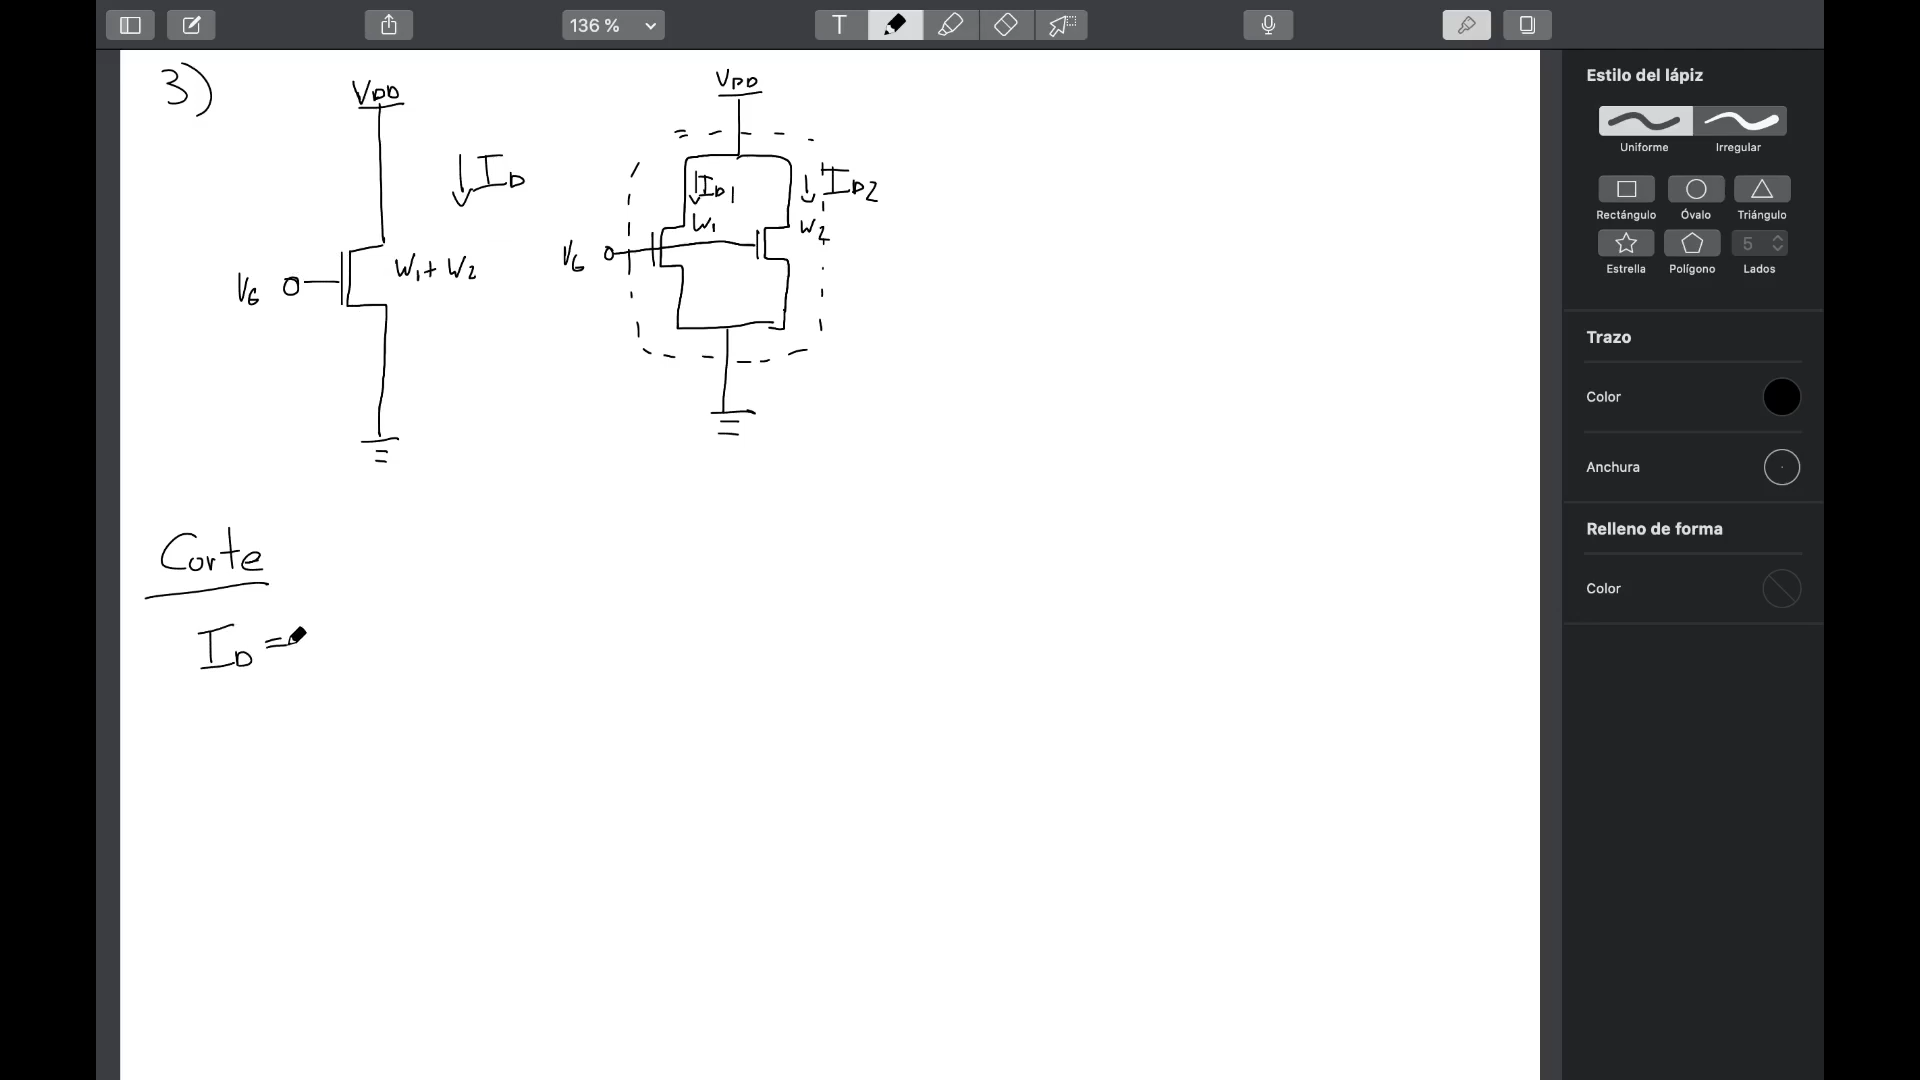 136 %
T
3)
VDD
ID
VG
W1 + W2
VDD
ID1
ID2
W1
W2
VG
Corte
ID =
Estilo del lápiz
Uniforme
Irregular
Rectángulo
Óvalo
Triángulo
5
Estrella
Polígono
Lados
Trazo
Color
Anchura
Relleno de forma
Color